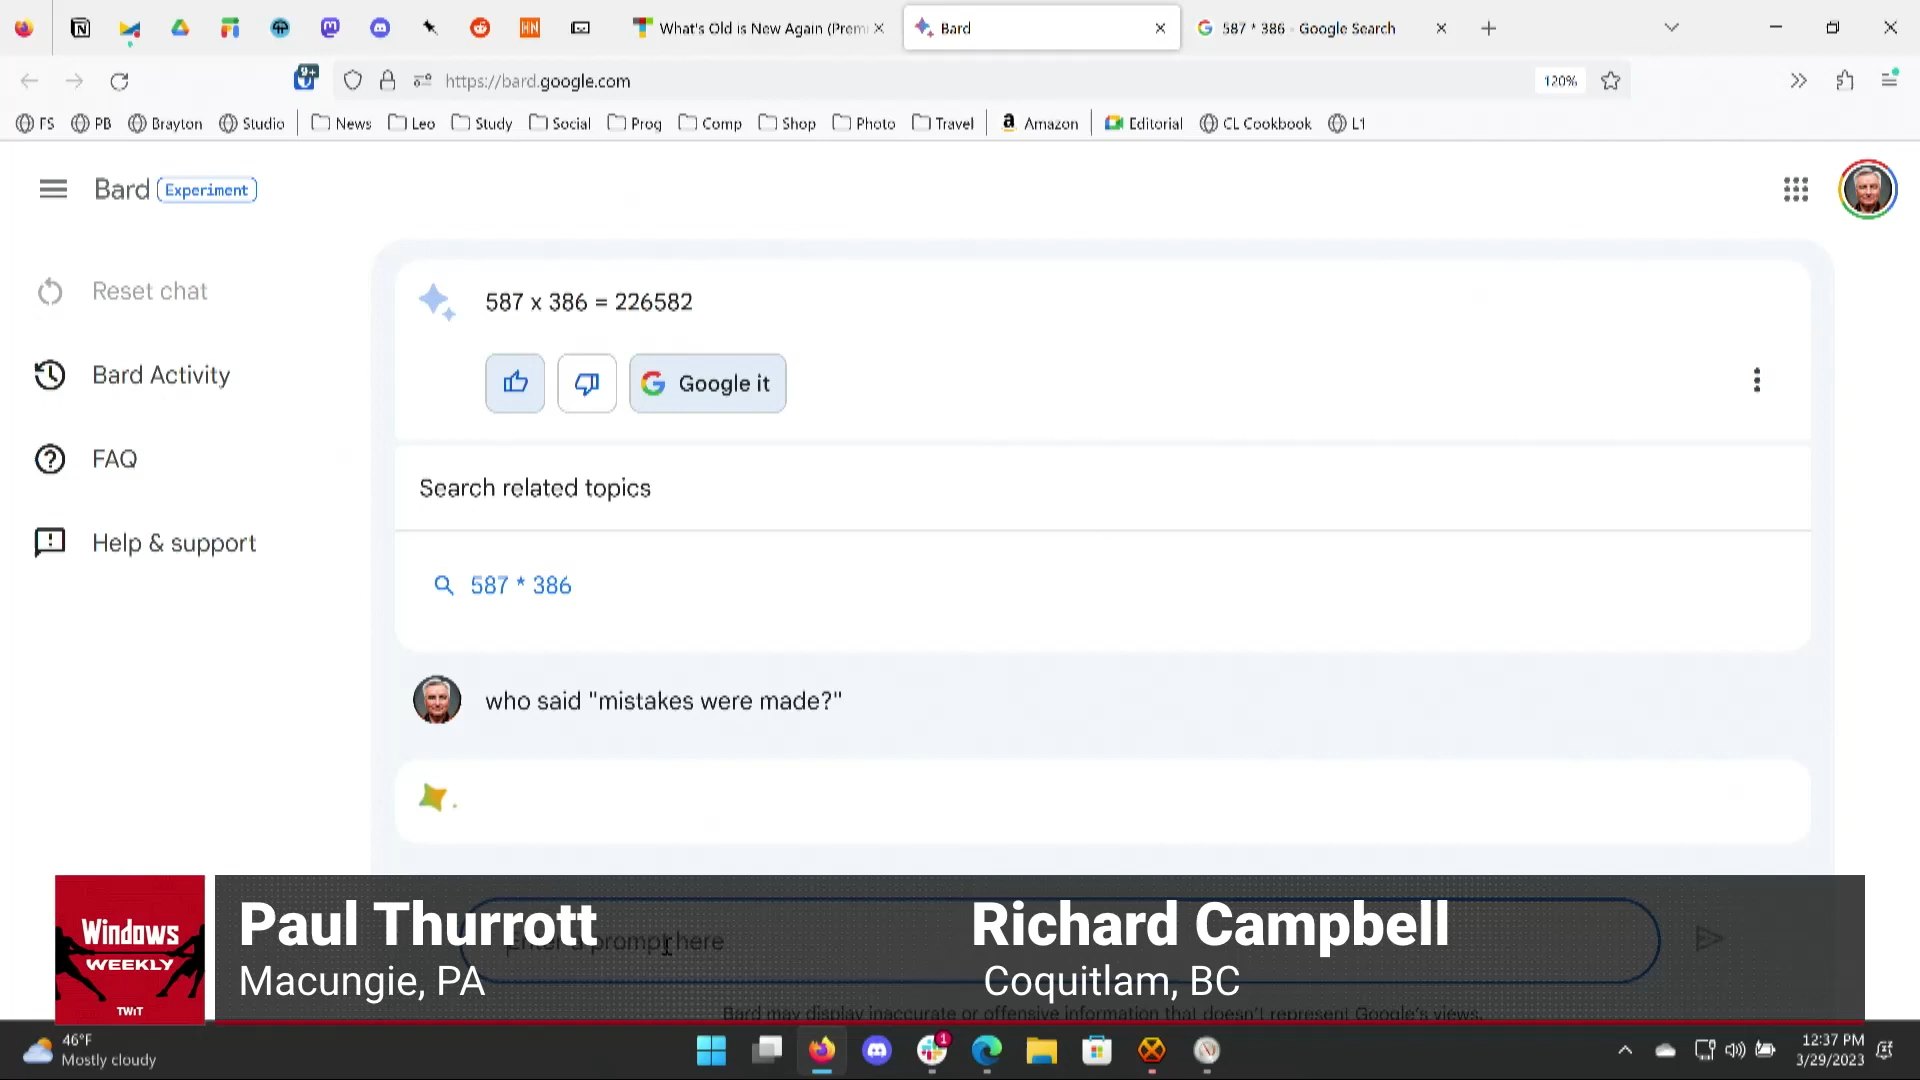 What's Old is New Again (Prem
Bard
587 * 386 - Google Search
https://bard.google.com
120%
FS
PB
Brayton
Studio
News
Leo
Study
Social
Prog
Comp
Shop
Photo
Travel
Amazon
Editorial
CL Cookbook
L1
Bard Experiment
Reset chat
Bard Activity
FAQ
Help & support
587 x 386 = 226582
Google it
Search related topics
587 * 386
who said "mistakes were made?"
Enter a prompt here
Bard may display inaccurate or offensive information that doesn't represent Google's views.
Windows
WEEKLY
TWiT
Paul Thurrott
Macungie, PA
Richard Campbell
Coquitlam, BC
46°F
Mostly cloudy
1
12:37 PM
3/29/2023